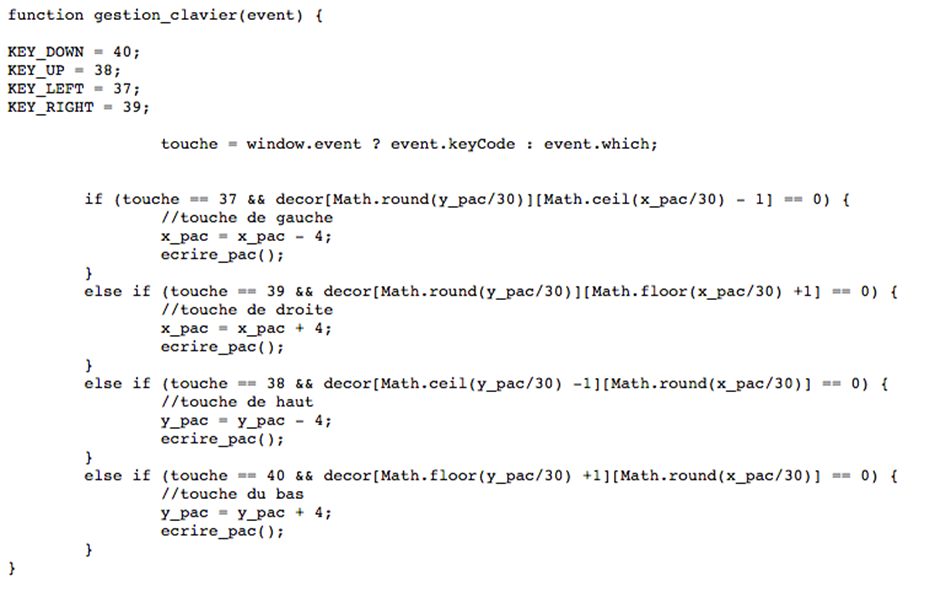 function gestion_clavier(event) {
KEY_DOWN = 40;
KEY_UP = 38;
KEY_LEFT = 37;
KEY_RIGHT = 39;
touche = window.event ? event.keyCode : event.which;
if (touche == 37 && decor[Math.round(y_pac/30)][Math.ceil(x_pac/30) - 1] == 0) {
//touche de gauche
x_pac = x_pac - 4;
ecrire_pac();
}
else if (touche == 39 && decor[Math.round(y_pac/30)][Math.floor(x_pac/30) +1] == 0) {
//touche de droite
x_pac = x_pac + 4;
ecrire_pac();
}
else if (touche == 38 && decor[Math.ceil(y_pac/30) -1][Math.round(x_pac/30)] == 0) {
//touche de haut
y_pac = y_pac - 4;
ecrire_pac();
}
else if (touche == 40 && decor[Math.floor(y_pac/30) +1][Math.round(x_pac/30)] == 0) {
//touche du bas
y_pac = y_pac + 4;
ecrire_pac();
}
}